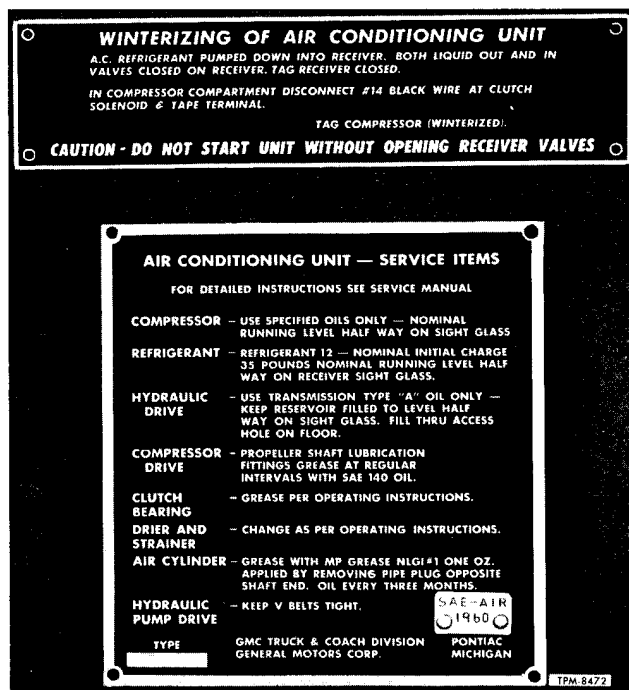 WINTERIZING OF AIR CONDITIONING UNIT
A.C. REFRIGERANT PUMPED DOWN INTO RECEIVER. BOTH LIQUID OUT AND IN
VALVES CLOSED ON RECEIVER. TAG RECEIVER CLOSED.
IN COMPRESSOR COMPARTMENT DISCONNECT #14 BLACK WIRE AT CLUTCH
SOLENOID & TAPE TERMINAL.
TAG COMPRESSOR (WINTERIZED).
CAUTION - DO NOT START UNIT WITHOUT OPENING RECEIVER VALVES
AIR CONDITIONING UNIT — SERVICE ITEMS
FOR DETAILED INSTRUCTIONS SEE SERVICE MANUAL
COMPRESSOR – USE SPECIFIED OILS ONLY — NOMINAL
RUNNING LEVEL HALF WAY ON SIGHT GLASS
REFRIGERANT – REFRIGERANT 12 — NOMINAL INITIAL CHARGE
35 POUNDS NOMINAL RUNNING LEVEL HALF
WAY ON RECEIVER SIGHT GLASS.
HYDRAULIC – USE TRANSMISSION TYPE "A" OIL ONLY —
DRIVE KEEP RESERVOIR FILLED TO LEVEL HALF
WAY ON SIGHT GLASS. FILL THRU ACCESS
HOLE ON FLOOR.
COMPRESSOR – PROPELLER SHAFT LUBRICATION
DRIVE FITTINGS GREASE AT REGULAR
INTERVALS WITH SAE 140 OIL.
CLUTCH – GREASE PER OPERATING INSTRUCTIONS.
BEARING
DRIER AND – CHANGE AS PER OPERATING INSTRUCTIONS.
STRAINER
AIR CYLINDER – GREASE WITH MP GREASE NLGI #1 ONE OZ.
APPLIED BY REMOVING PIPE PLUG OPPOSITE
SHAFT END. OIL EVERY THREE MONTHS.
HYDRAULIC – KEEP V BELTS TIGHT.
PUMP DRIVE
SAE-AIR
1960
TYPE GMC TRUCK & COACH DIVISION PONTIAC
GENERAL MOTORS CORP. MICHIGAN
TPM-8472